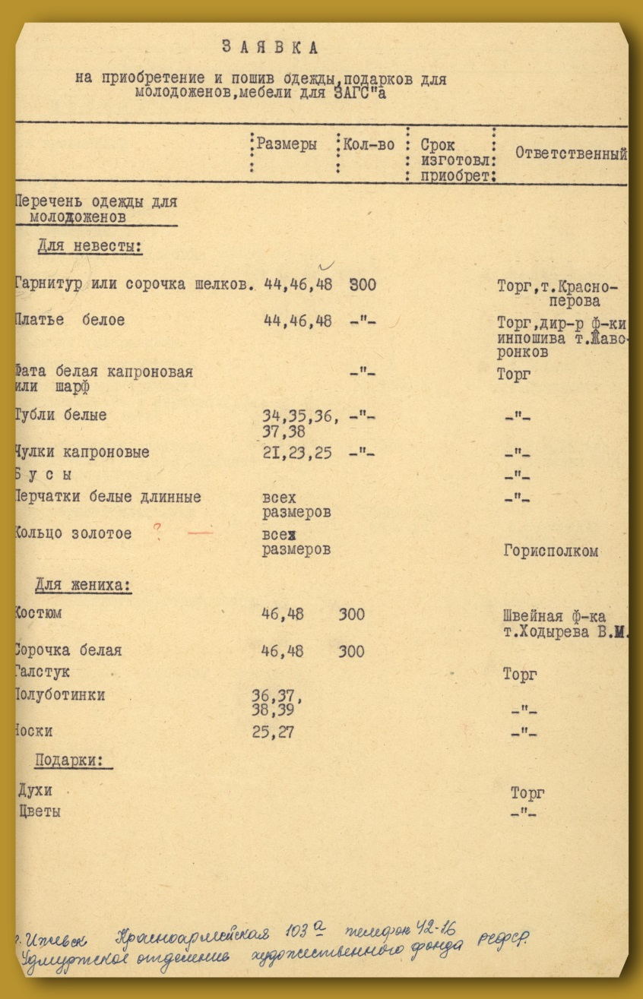 ЗАЯВКА
на приобретение и пошив одежды,подарков для
молодоженов,мебели для ЗАГС"а
Размеры Кол-во Срок изготовл: приобрет: Ответственный
Перечень одежды для
молодоженов
Для невесты:
Гарнитур или сорочка шелков. 44,46,48 300 Торг,т.Красно-
перова
Платье белое 44,46,48 -"- Торг,дир-р ф-ки
инпошива т.Жаво-
ронков
Фата белая капроновая -"- Торг
или шарф
Тубли белые 34,35,36, -"- -"-
37,38
Чулки капроновые 21,23,25 -"- -"-
Бусы -"-
Перчатки белые длинные всех -"-
размеров
Кольцо золотое ? — всех
размеров Горисполком
Для жениха:
Костюм 46,48 300 Швейная ф-ка
т.Ходырева В.М.
Сорочка белая 46,48 300
Галстук Торг
Полуботинки 36,37,
38,39 -"-
Носки 25,27 -"-
Подарки:
Духи Торг
Цветы -"-
г. Ижевск Красноармейская 103а телефон 42-16
Удмуртское отделение художественного фонда РСФСР.